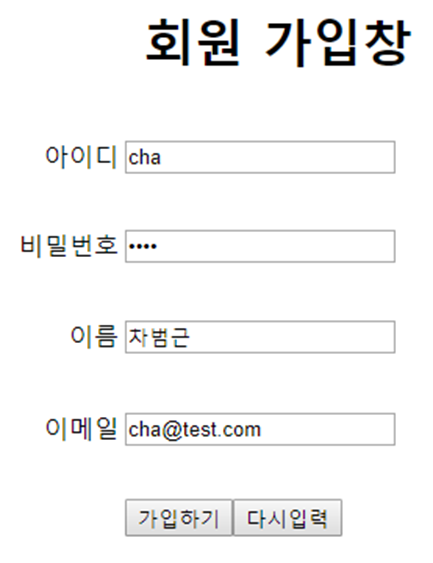 회원 가입창
아이디 cha
비밀번호 ••••
이름 차범근
이메일 cha@test.com
가입하기 다시입력